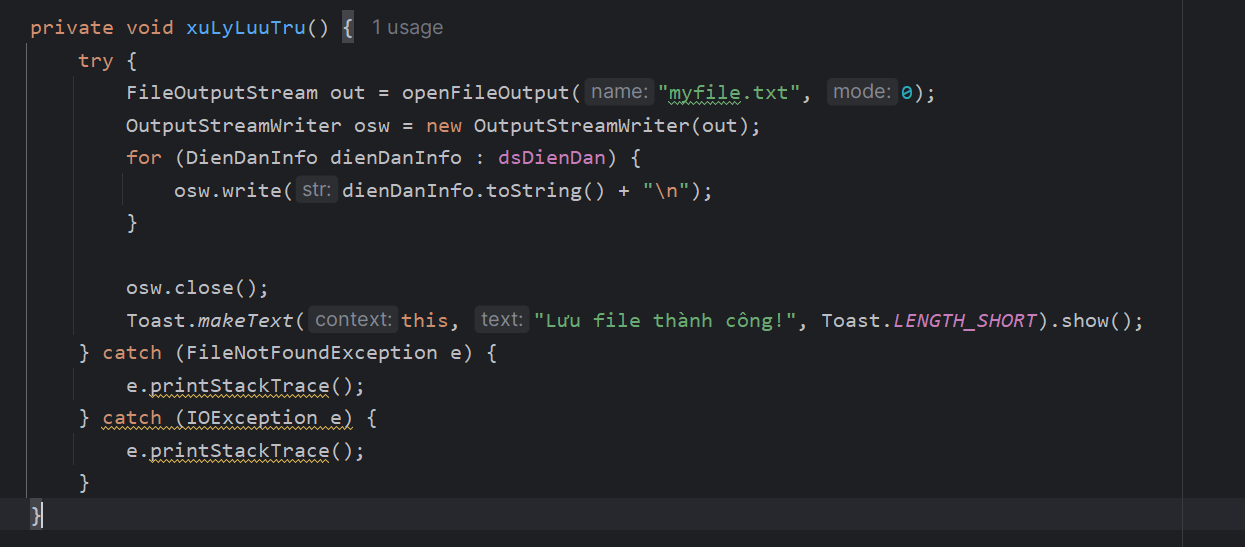 private void xuLyLuuTru() { 1 usage
try {
FileOutputStream out = openFileOutput( name: "myfile.txt", mode: 0);
OutputStreamWriter osw = new OutputStreamWriter(out);
for (DienDanInfo dienDanInfo : dsDienDan) {
osw.write( str: dienDanInfo.toString() + "\n");
}
osw.close();
Toast.makeText( context: this, text: "Lưu file thành công!", Toast.LENGTH_SHORT).show();
} catch (FileNotFoundException e) {
e.printStackTrace();
} catch (IOException e) {
e.printStackTrace();
}
}